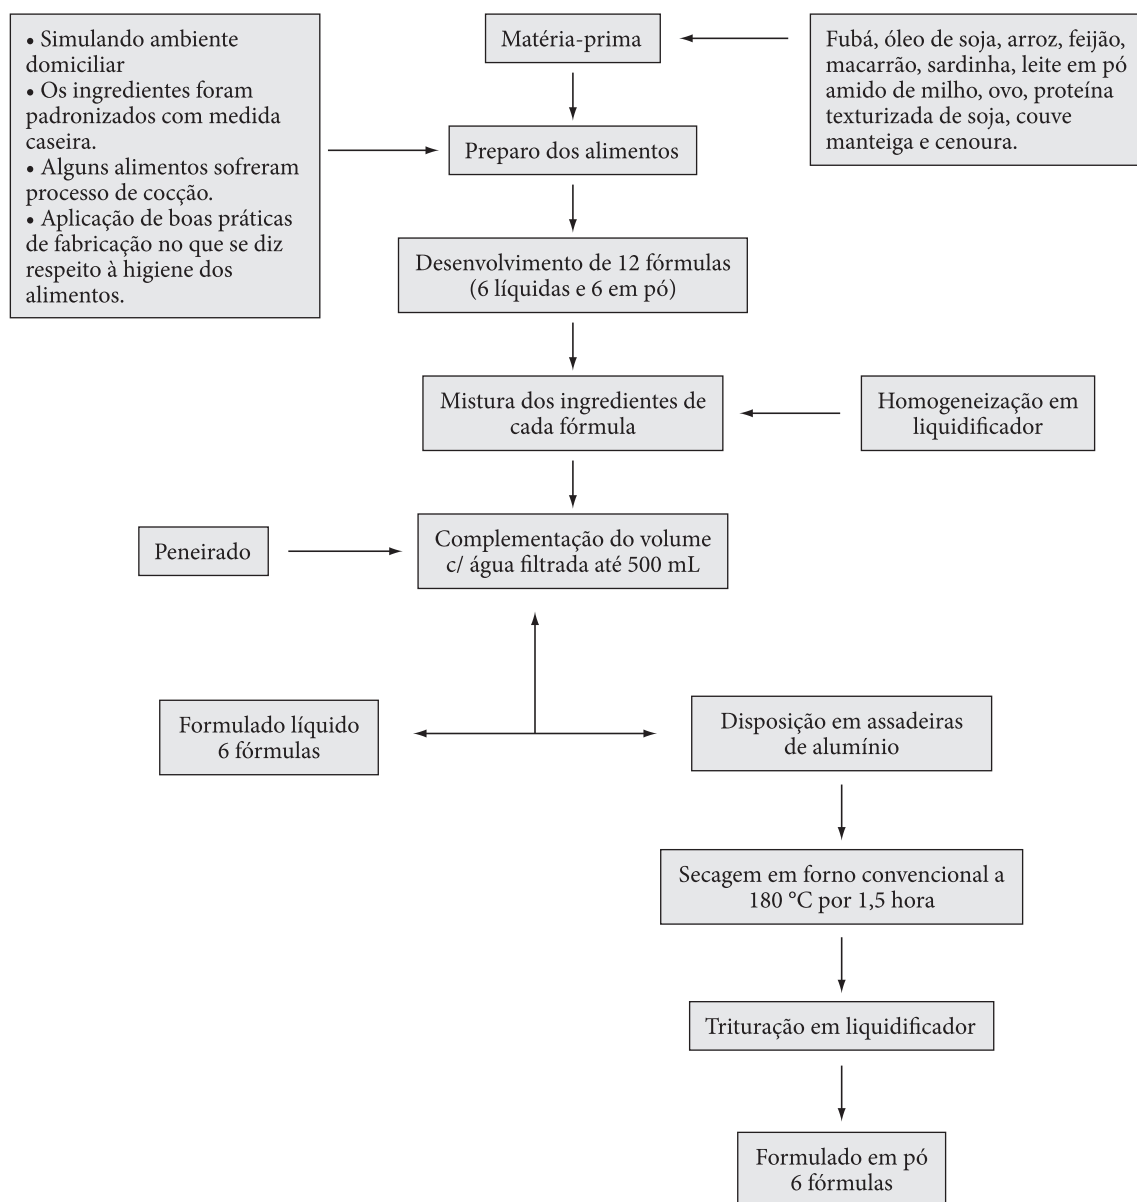 • Simulando ambiente
domiciliar
• Os ingredientes foram
padronizados com medida
caseira.
• Alguns alimentos sofreram
processo de cocção.
• Aplicação de boas práticas
de fabricação no que se diz
respeito à higiene dos
alimentos.
Matéria-prima
Fubá, óleo de soja, arroz, feijão,
macarrão, sardinha, leite em pó
amido de milho, ovo, proteína
texturizada de soja, couve
manteiga e cenoura.
Preparo dos alimentos
Desenvolvimento de 12 fórmulas
(6 líquidas e 6 em pó)
Mistura dos ingredientes de
cada fórmula
Homogeneização em
liquidificador
Peneirado
Complementação do volume
c/ água filtrada até 500 mL
Formulado líquido
6 fórmulas
Disposição em assadeiras
de alumínio
Secagem em forno convencional a
180 °C por 1,5 hora
Trituração em liquidificador
Formulado em pó
6 fórmulas